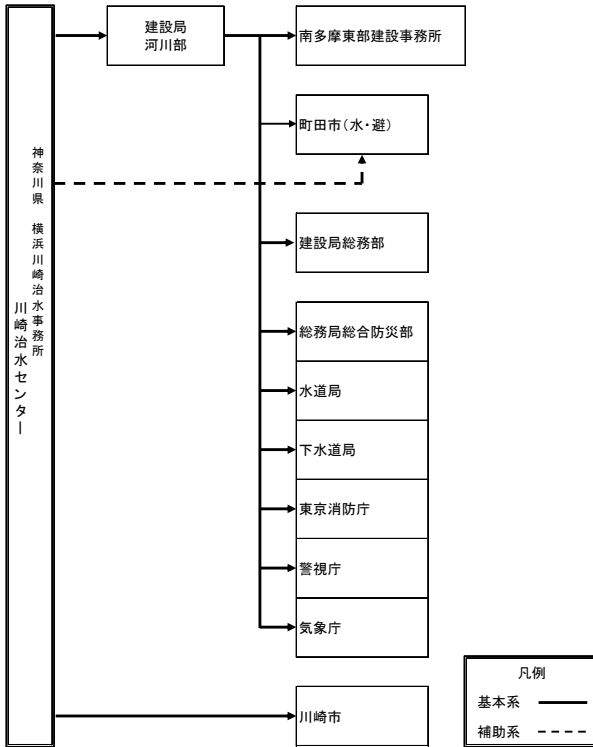 神奈川県 横浜川崎治水事務所
川崎治水センター
建設局
河川部
南多摩東部建設事務所
町田市(水・避)
建設局総務部
総務局総合防災部
水道局
下水道局
東京消防庁
警視庁
気象庁
川崎市
凡例
基本系
補助系